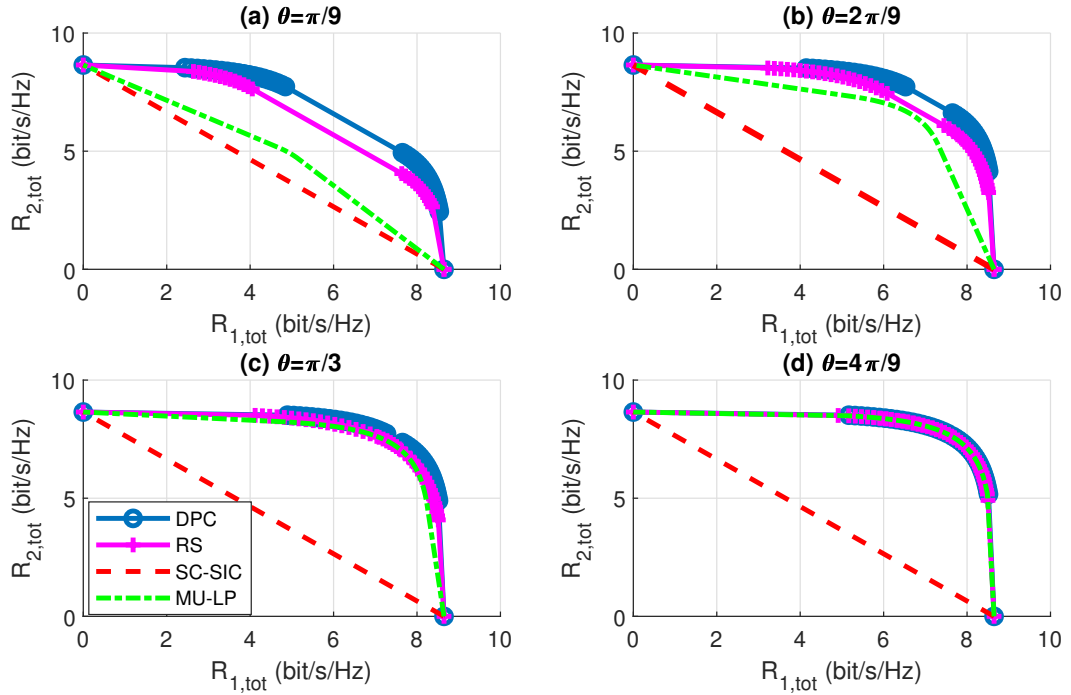 (a) θ=π/9
10
5
0
R2,tot (bit/s/Hz)
0 2 4 6 8 10
R1,tot (bit/s/Hz)
(b) θ=2π/9
10
5
0
R2,tot (bit/s/Hz)
0 2 4 6 8 10
R1,tot (bit/s/Hz)
(c) θ=π/3
10
5
0
R2,tot (bit/s/Hz)
DPC
RS
SC-SIC
MU-LP
0 2 4 6 8 10
R1,tot (bit/s/Hz)
(d) θ=4π/9
10
5
0
R2,tot (bit/s/Hz)
0 2 4 6 8 10
R1,tot (bit/s/Hz)